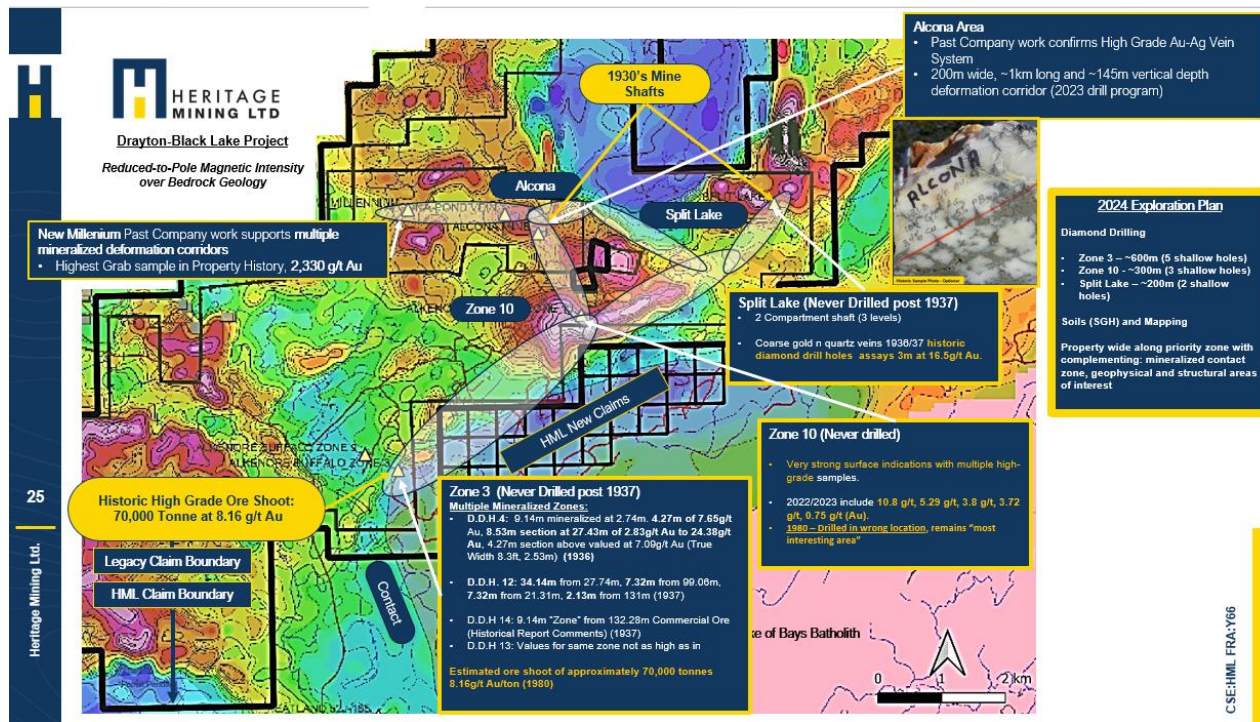 HERITAGE
MINING LTD
Drayton-Black Lake Project
Reduced-to-Pole Magnetic Intensity
over Bedrock Geology
1930's Mine
Shafts
Alcona Area
• Past Company work confirms High Grade Au-Ag Vein
System
• 200m wide, ~1km long and ~145m vertical depth
deformation corridor (2023 drill program)
ALCONA
Historic Sample Photo - Optionor
Alcona
Split Lake
New Millenium Past Company work supports multiple
mineralized deformation corridors
• Highest Grab sample in Property History, 2,330 g/t Au
Zone 10
2024 Exploration Plan
Diamond Drilling
• Zone 3 – ~600m (5 shallow holes)
• Zone 10 - ~300m (3 shallow holes)
• Split Lake – ~200m (2 shallow
holes)
Soils (SGH) and Mapping
Property wide along priority zone with
complementing: mineralized contact
zone, geophysical and structural areas
of interest
Split Lake (Never Drilled post 1937)
• 2 Compartment shaft (3 levels)
• Coarse gold n quartz veins 1936/37 historic
diamond drill holes assays 3m at 16.5g/t Au.
HML New Claims
Zone 10 (Never drilled)
• Very strong surface indications with multiple high-
grade samples.
• 2022/2023 include 10.8 g/t, 5.29 g/t, 3.8 g/t, 3.72
g/t, 0.75 g/t (Au).
• 1980 – Drilled in wrong location, remains "most
interesting area"
ALKENORE BUFFALO ZONE 3
Historic High Grade Ore Shoot:
70,000 Tonne at 8.16 g/t Au
Legacy Claim Boundary
HML Claim Boundary
Contact
Zone 3 (Never Drilled post 1937)
Multiple Mineralized Zones:
• D.D.H.4: 9.14m mineralized at 2.74m. 4.27m of 7.65g/t
Au, 8.53m section at 27.43m of 2.83g/t Au to 24.38g/t
Au, 4.27m section above valued at 7.09g/t Au (True
Width 8.3ft, 2.53m) (1936)
• D.D.H. 12: 34.14m from 27.74m, 7.32m from 99.06m,
7.32m from 21.31m, 2.13m from 131m (1937)
• D.D.H 14: 9.14m "Zone" from 132.28m Commercial Ore
(Historical Report Comments) (1937)
• D.D.H 13: Values for same zone not as high as in
Estimated ore shoot of approximately 70,000 tonnes
8.16g/t Au/ton (1980)
ke of Bays Batholith
0 1 2 km
25
Heritage Mining Ltd.
CSE:HML FRA:Y66